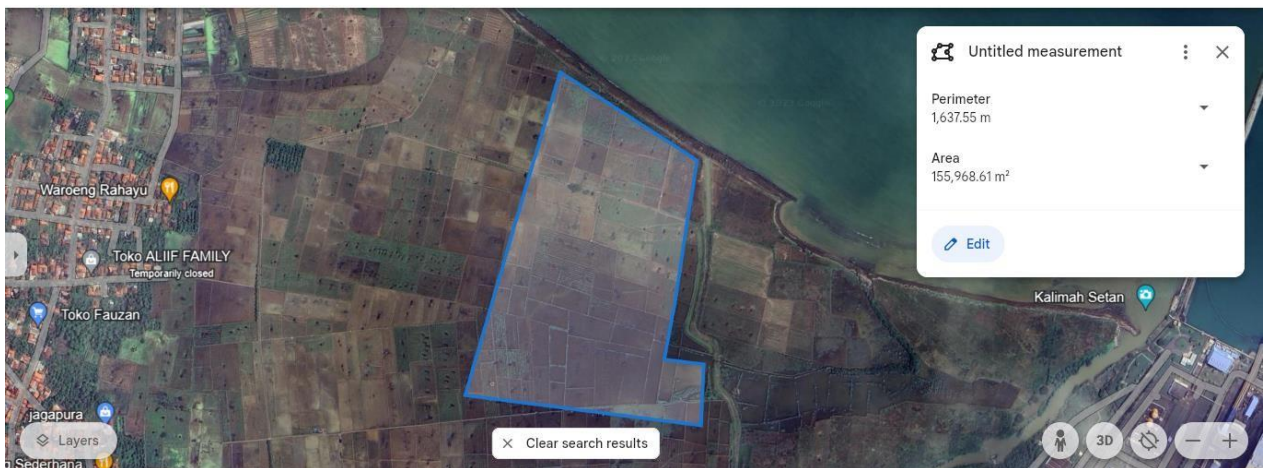 Untitled measurement
Perimeter
1,637.55 m
Area
155,968.61 m²
Edit
Waroeng Rahayu
Toko ALIIF FAMILY
Temporarily closed
Toko Fauzan
Kalimah Setan
jagapura
Layers
Clear search results
3D
Sederhana